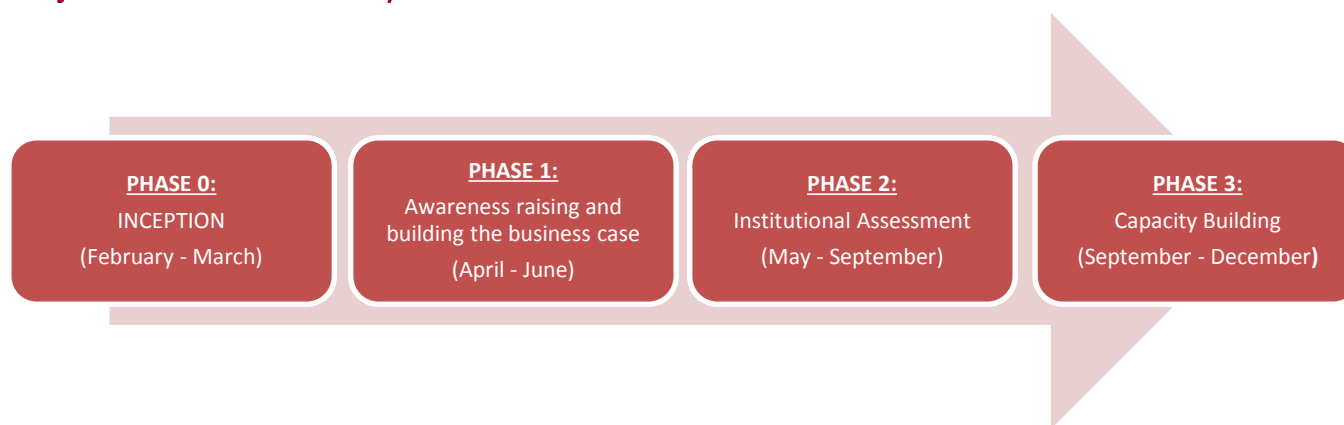 PHASE 0:
INCEPTION
(February - March)
PHASE 1:
Awareness raising and
building the business case
(April - June)
PHASE 2:
Institutional Assessment
(May - September)
PHASE 3:
Capacity Building
(September - December)